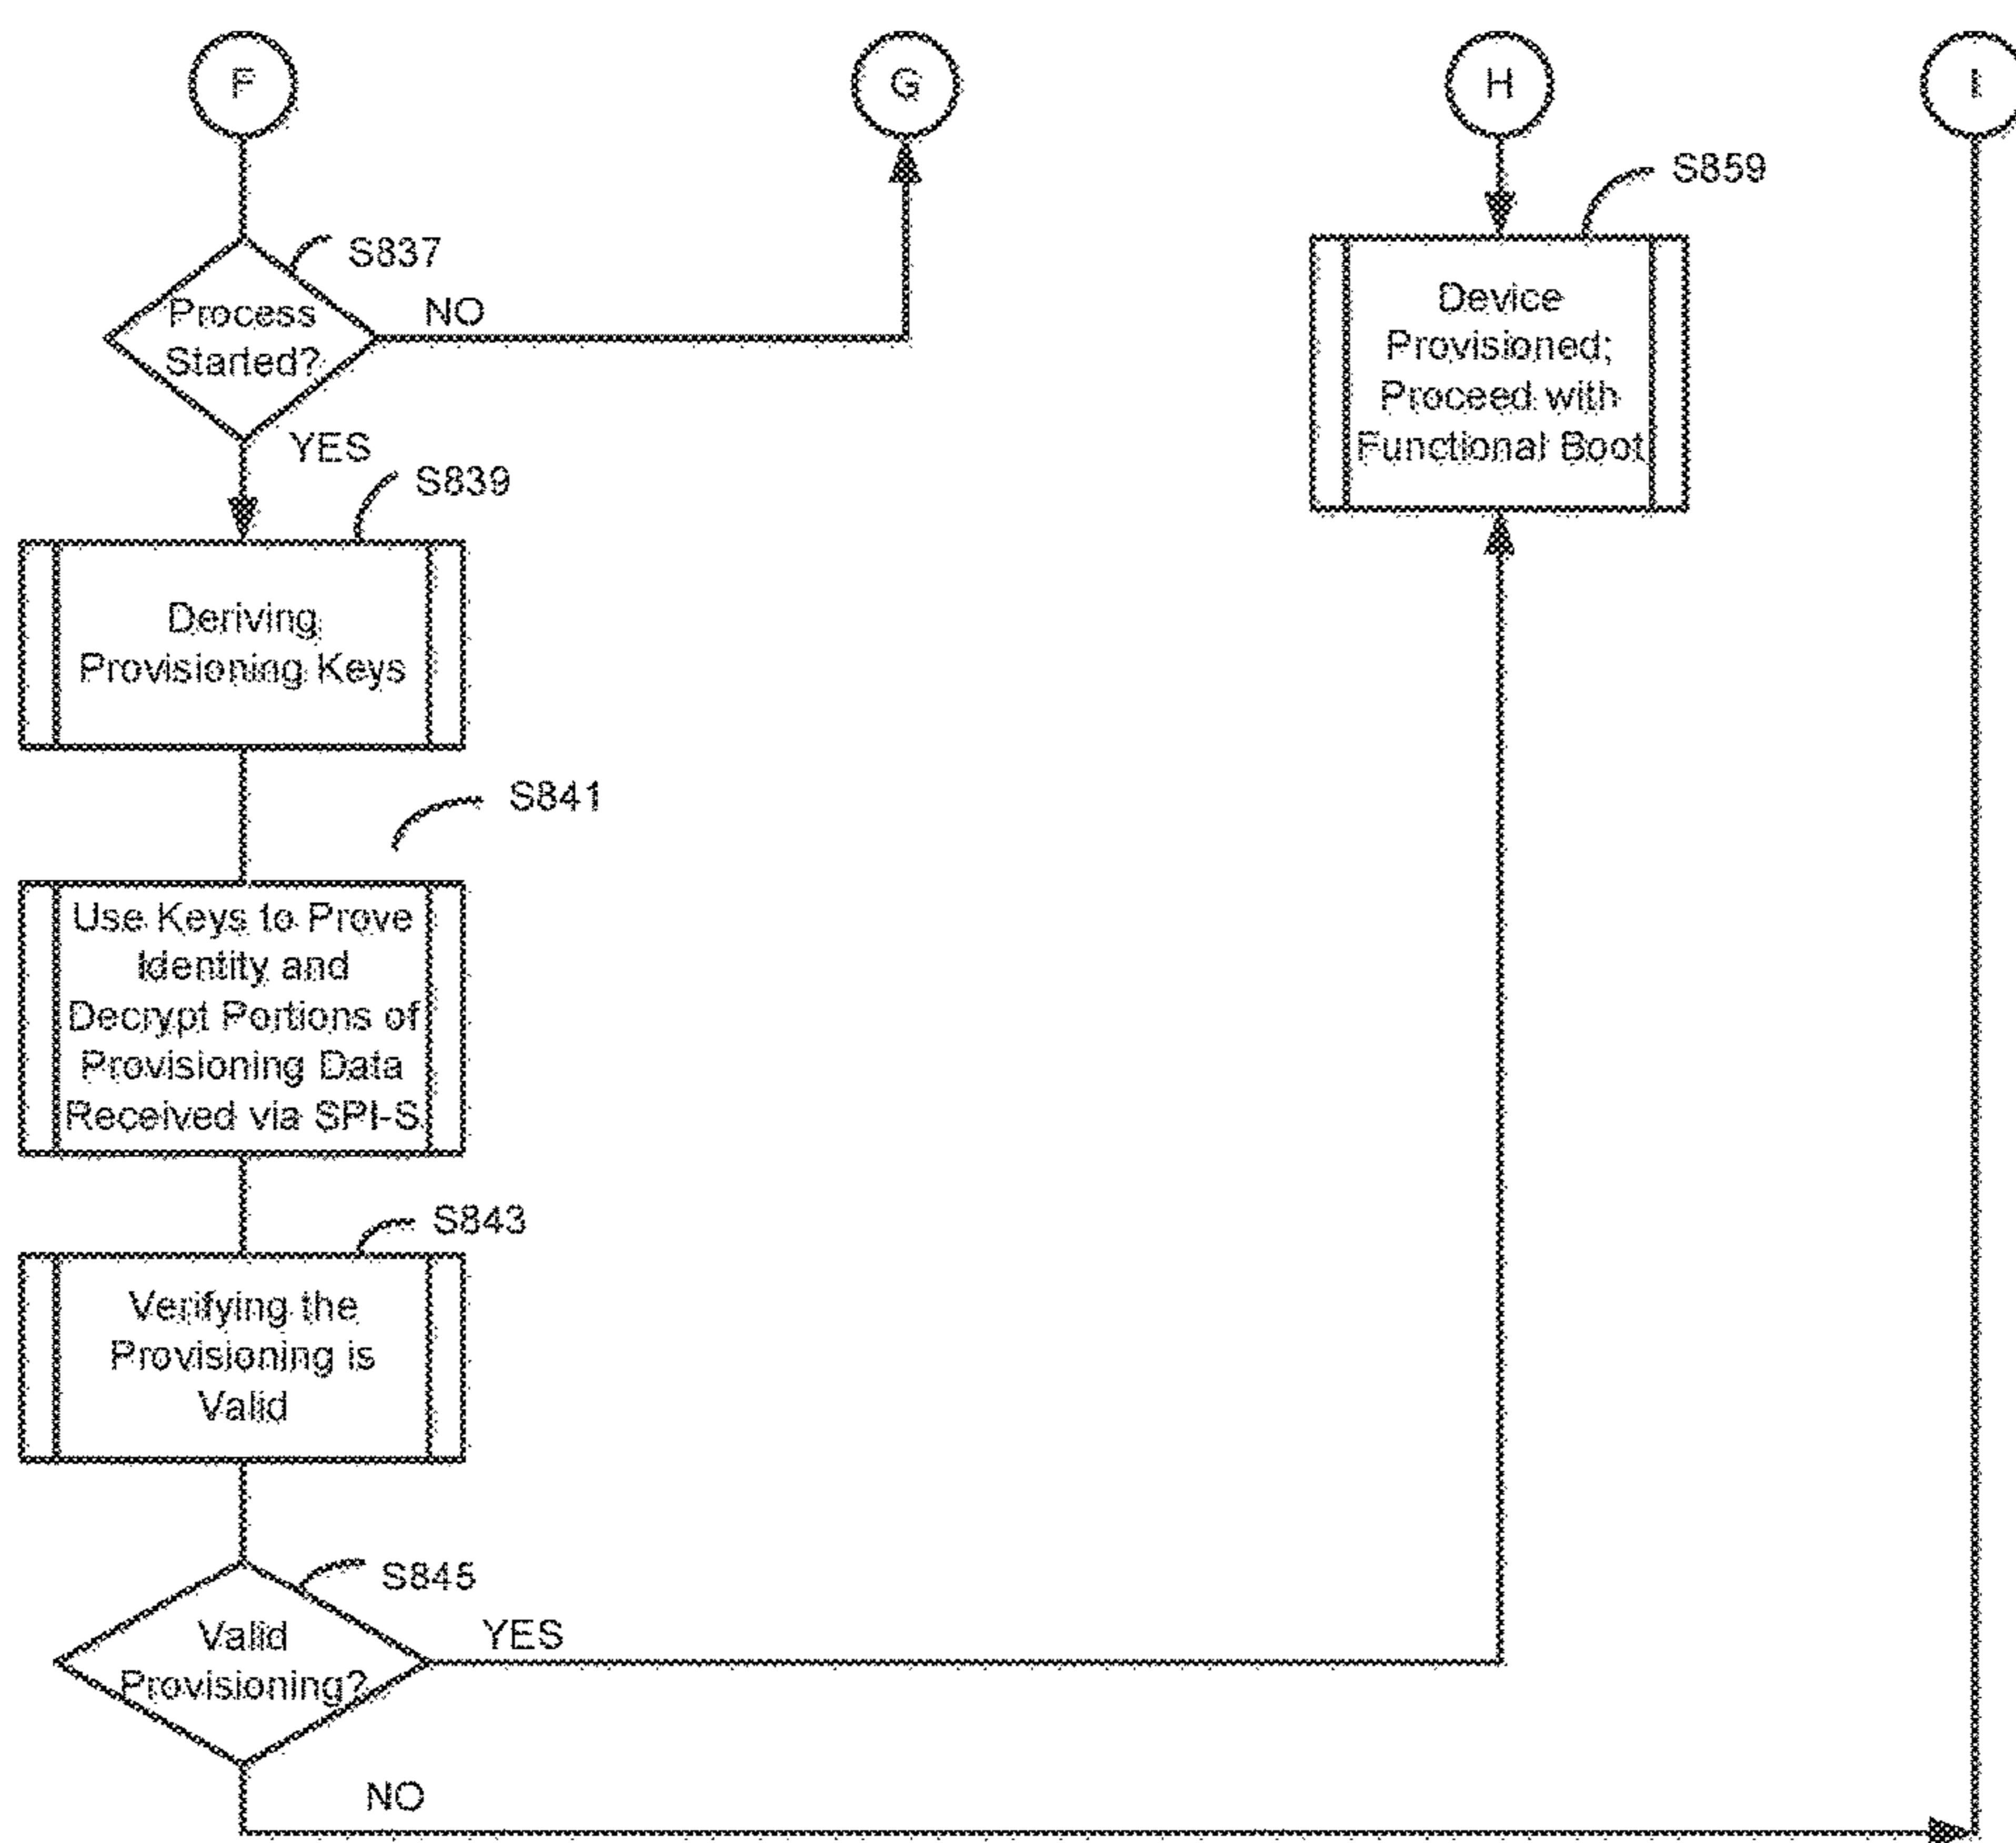 F
G
H
I
S859
S837
Process
Started?
NO
Device
Provisioned;
Proceed with
Functional Boot
YES
S839
Deriving
Provisioning Keys
S841
Use Keys to Prove
Identity and
Decrypt Portions of
Provisioning Data
Received via SPI-S
S843
Verifying the
Provisioning is
Valid
S845
Valid
Provisioning?
YES
NO